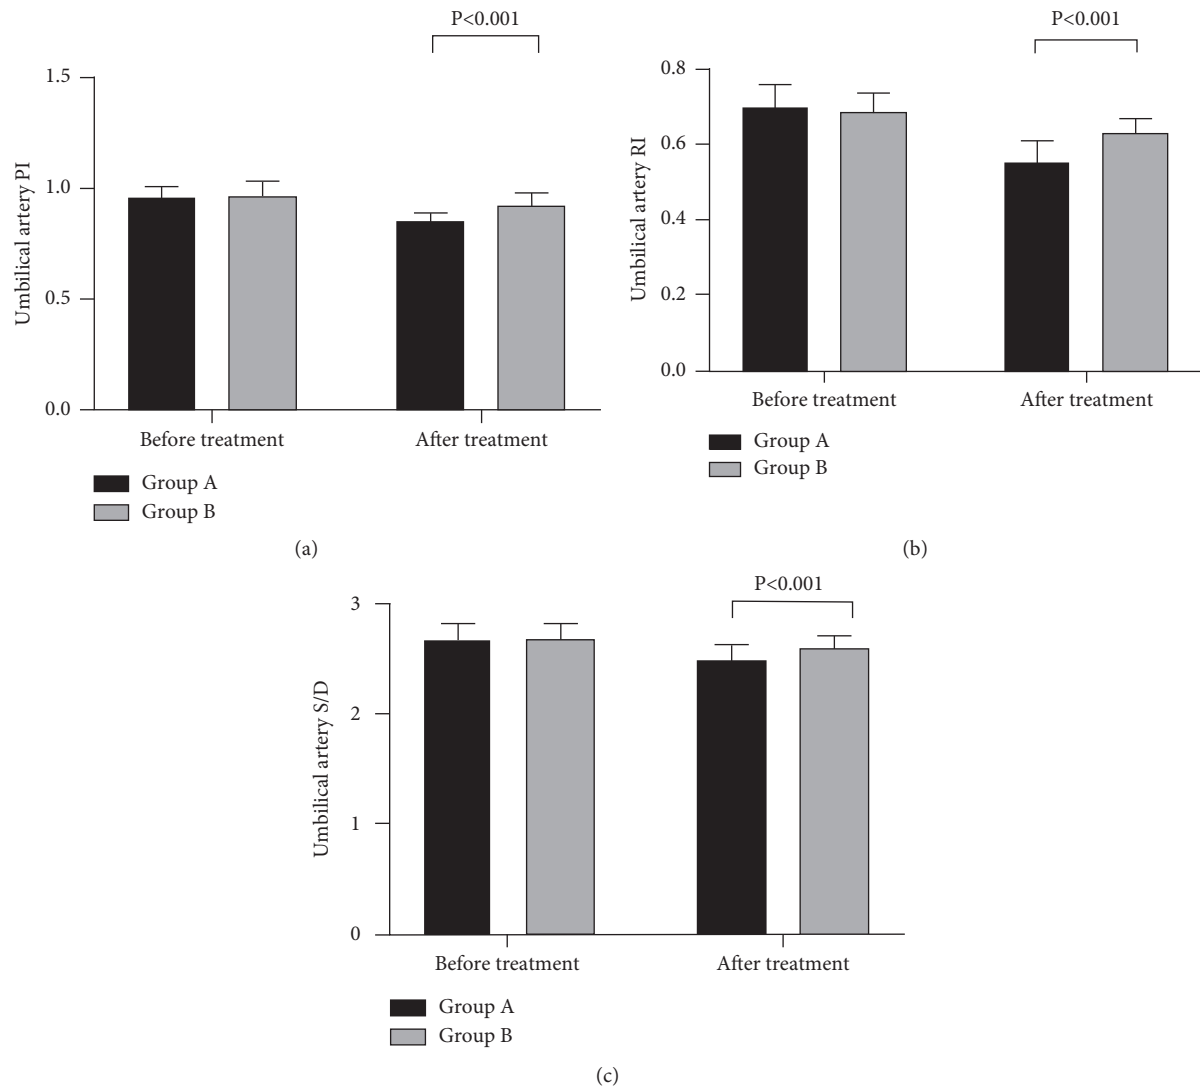 P<0.001
1.5
1.0
0.5
0.0
Umbilical artery PI
Before treatment
After treatment
Group A
Group B
(a)
P<0.001
0.8
0.6
0.4
0.2
0.0
Umbilical artery RI
Before treatment
After treatment
Group A
Group B
(b)
P<0.001
3
2
1
0
Umbilical artery S/D
Before treatment
After treatment
Group A
Group B
(c)